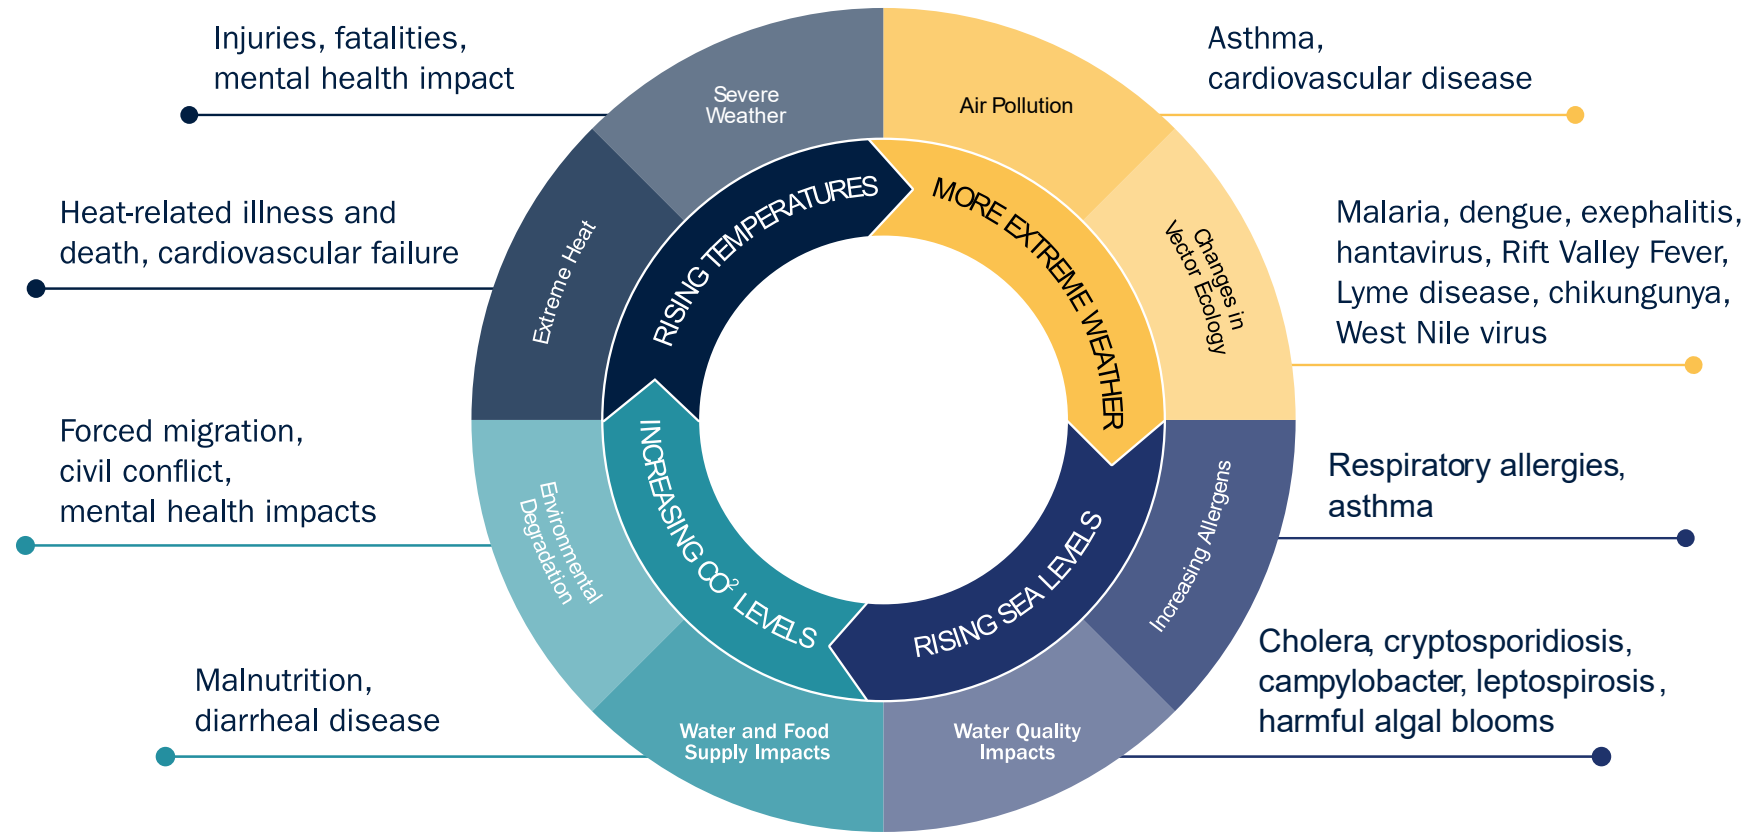 Injuries, fatalities,
mental health impact
Asthma,
cardiovascular disease
Severe
Weather
Air Pollution
Heat-related illness and
death, cardiovascular failure
Extreme Heat
RISING TEMPERATURES
MORE EXTREME WEATHER
Changes in
Vector Ecology
Malaria, dengue, exephalitis,
hantavirus, Rift Valley Fever,
Lyme disease, chikungunya,
West Nile virus
Forced migration,
civil conflict,
mental health impacts
Environmental
Degradation
INCREASING CO² LEVELS
RISING SEA LEVELS
Increasing Allergens
Respiratory allergies,
asthma
Malnutrition,
diarrheal disease
Water and Food
Supply Impacts
Water Quality
Impacts
Cholera, cryptosporidiosis,
campylobacter, leptospirosis,
harmful algal blooms